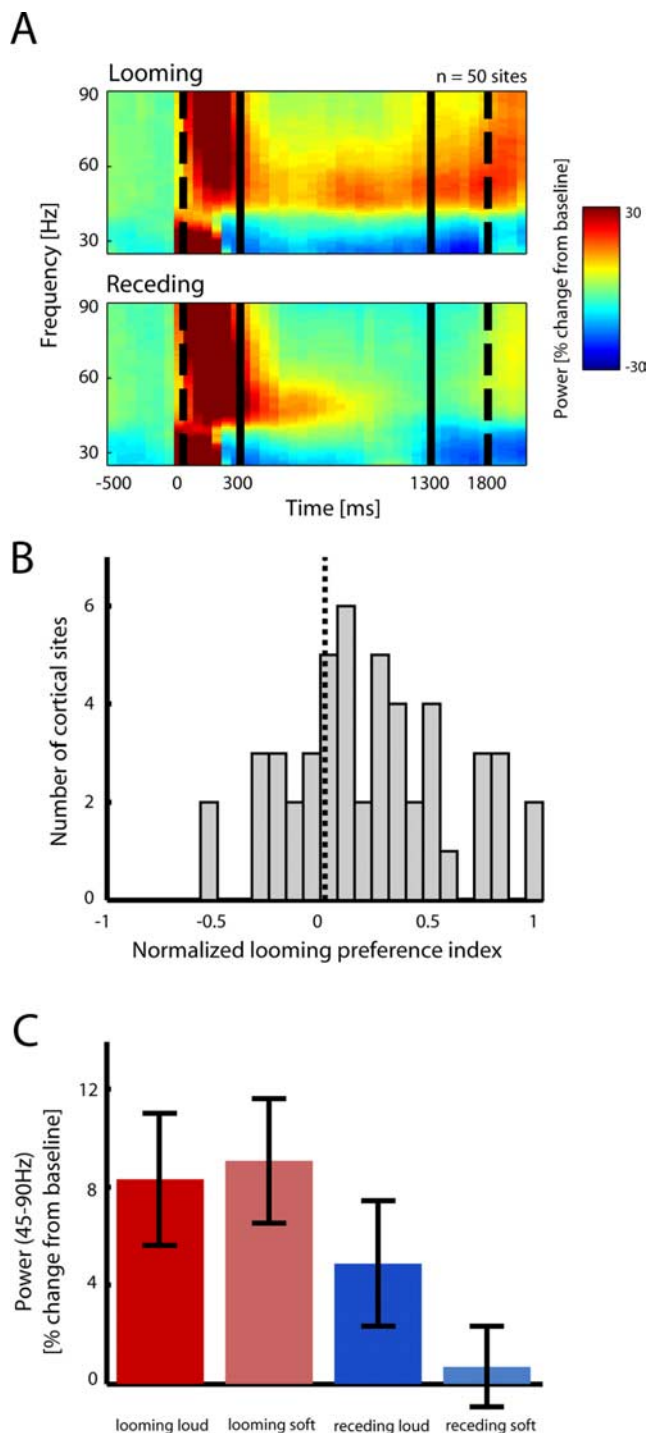 A
Looming
n = 50 sites
90
60
30
Receding
90
60
30
Frequency [Hz]
-500 0 300 1300 1800
Time [ms]
30
-30
Power [% change from baseline]
B
6
4
2
0
Number of cortical sites
-1 -0.5 0 0.5 1
Normalized looming preference index
C
12
8
4
0
Power (45-90Hz)
[% change from baseline]
looming loud looming soft receding loud receding soft